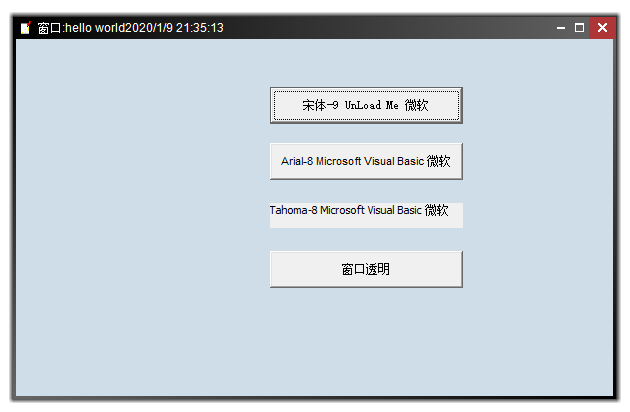 窗口:hello world2020/1/9 21:35:13
宋体-9 UnLoad Me 微软
Arial-8 Microsoft Visual Basic 微软
Tahoma-8 Microsoft Visual Basic 微软
窗口透明